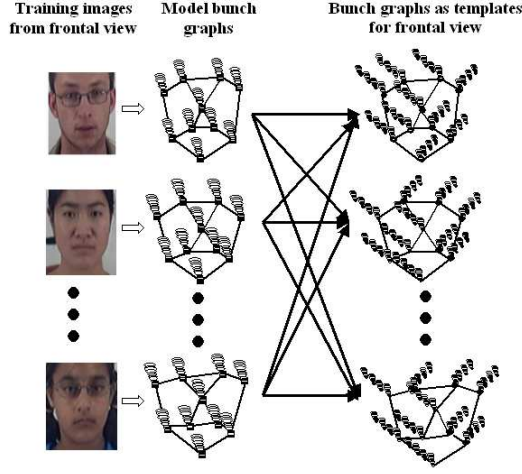 Training images
from frontal view
Model bunch
graphs
Bunch graphs as templates
for frontal view